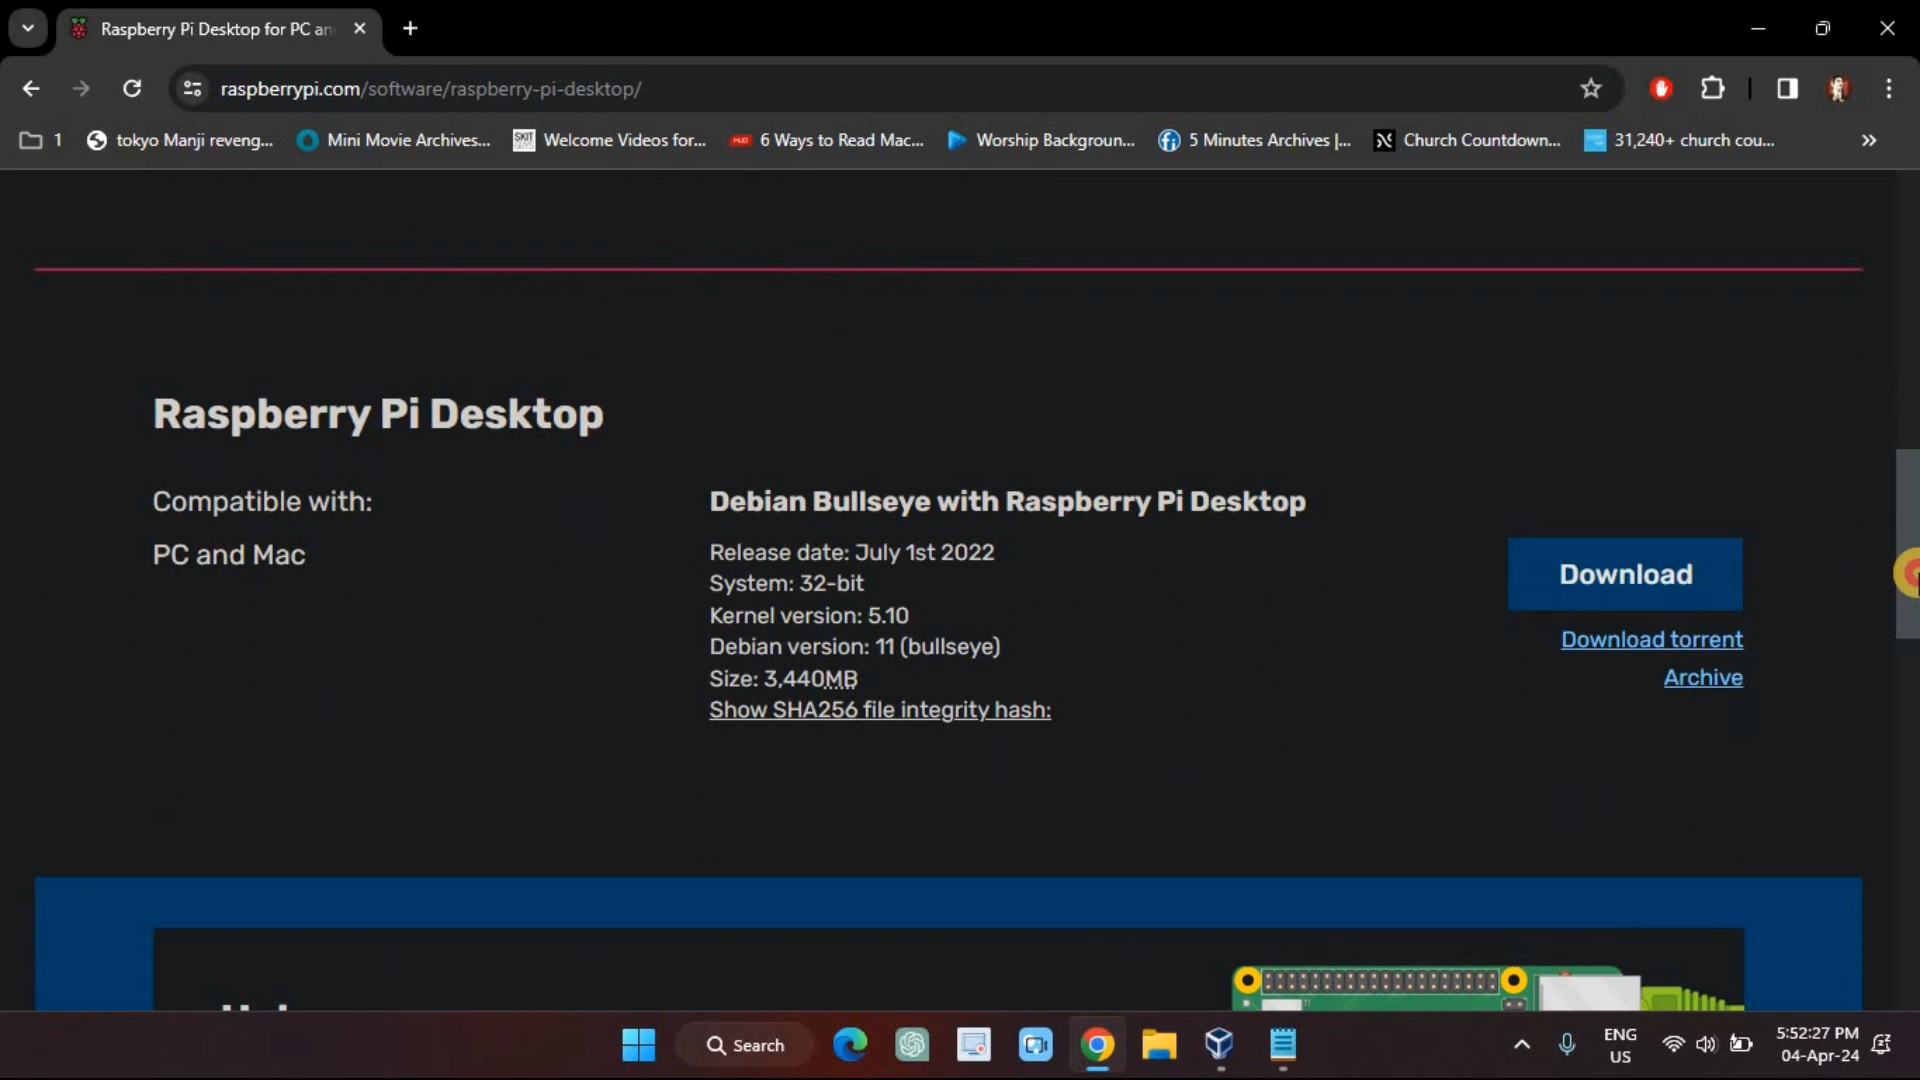 Raspberry Pi Desktop for PC an
raspberrypi.com/software/raspberry-pi-desktop/
1
tokyo Manji reveng...
Mini Movie Archives...
SKIT GUYS
Welcome Videos for...
6 Ways to Read Mac...
Worship Backgroun...
5 Minutes Archives |...
Church Countdown...
31,240+ church cou...
Raspberry Pi Desktop
Compatible with:
PC and Mac
Debian Bullseye with Raspberry Pi Desktop
Release date: July 1st 2022
System: 32-bit
Kernel version: 5.10
Debian version: 11 (bullseye)
Size: 3,440MB
Show SHA256 file integrity hash:
Download
Download torrent
Archive
Search
ENG
US
5:52:27 PM
04-Apr-24